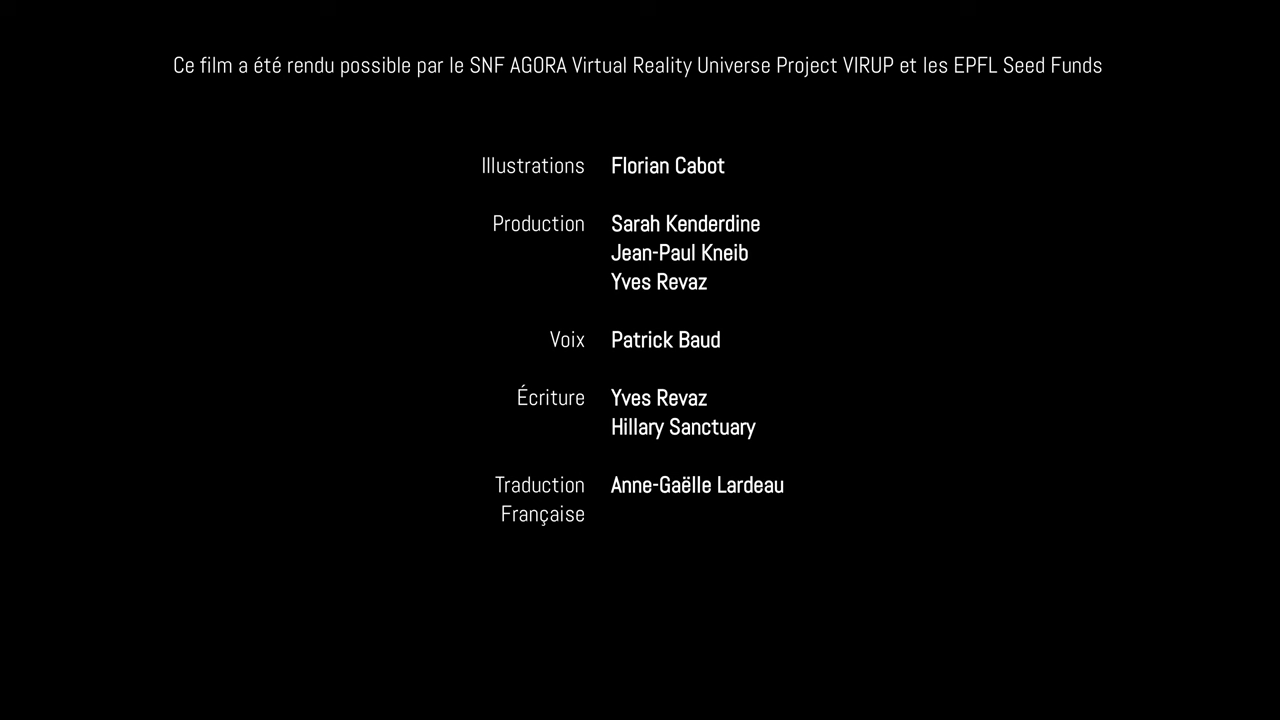 Ce film a été rendu possible par le SNF AGORA Virtual Reality Universe Project VIRUP et les EPFL Seed Funds
Illustrations Florian Cabot
Production Sarah Kenderdine
Jean-Paul Kneib
Yves Revaz
Voix Patrick Baud
Écriture Yves Revaz
Hillary Sanctuary
Traduction Anne-Gaëlle Lardeau
Française